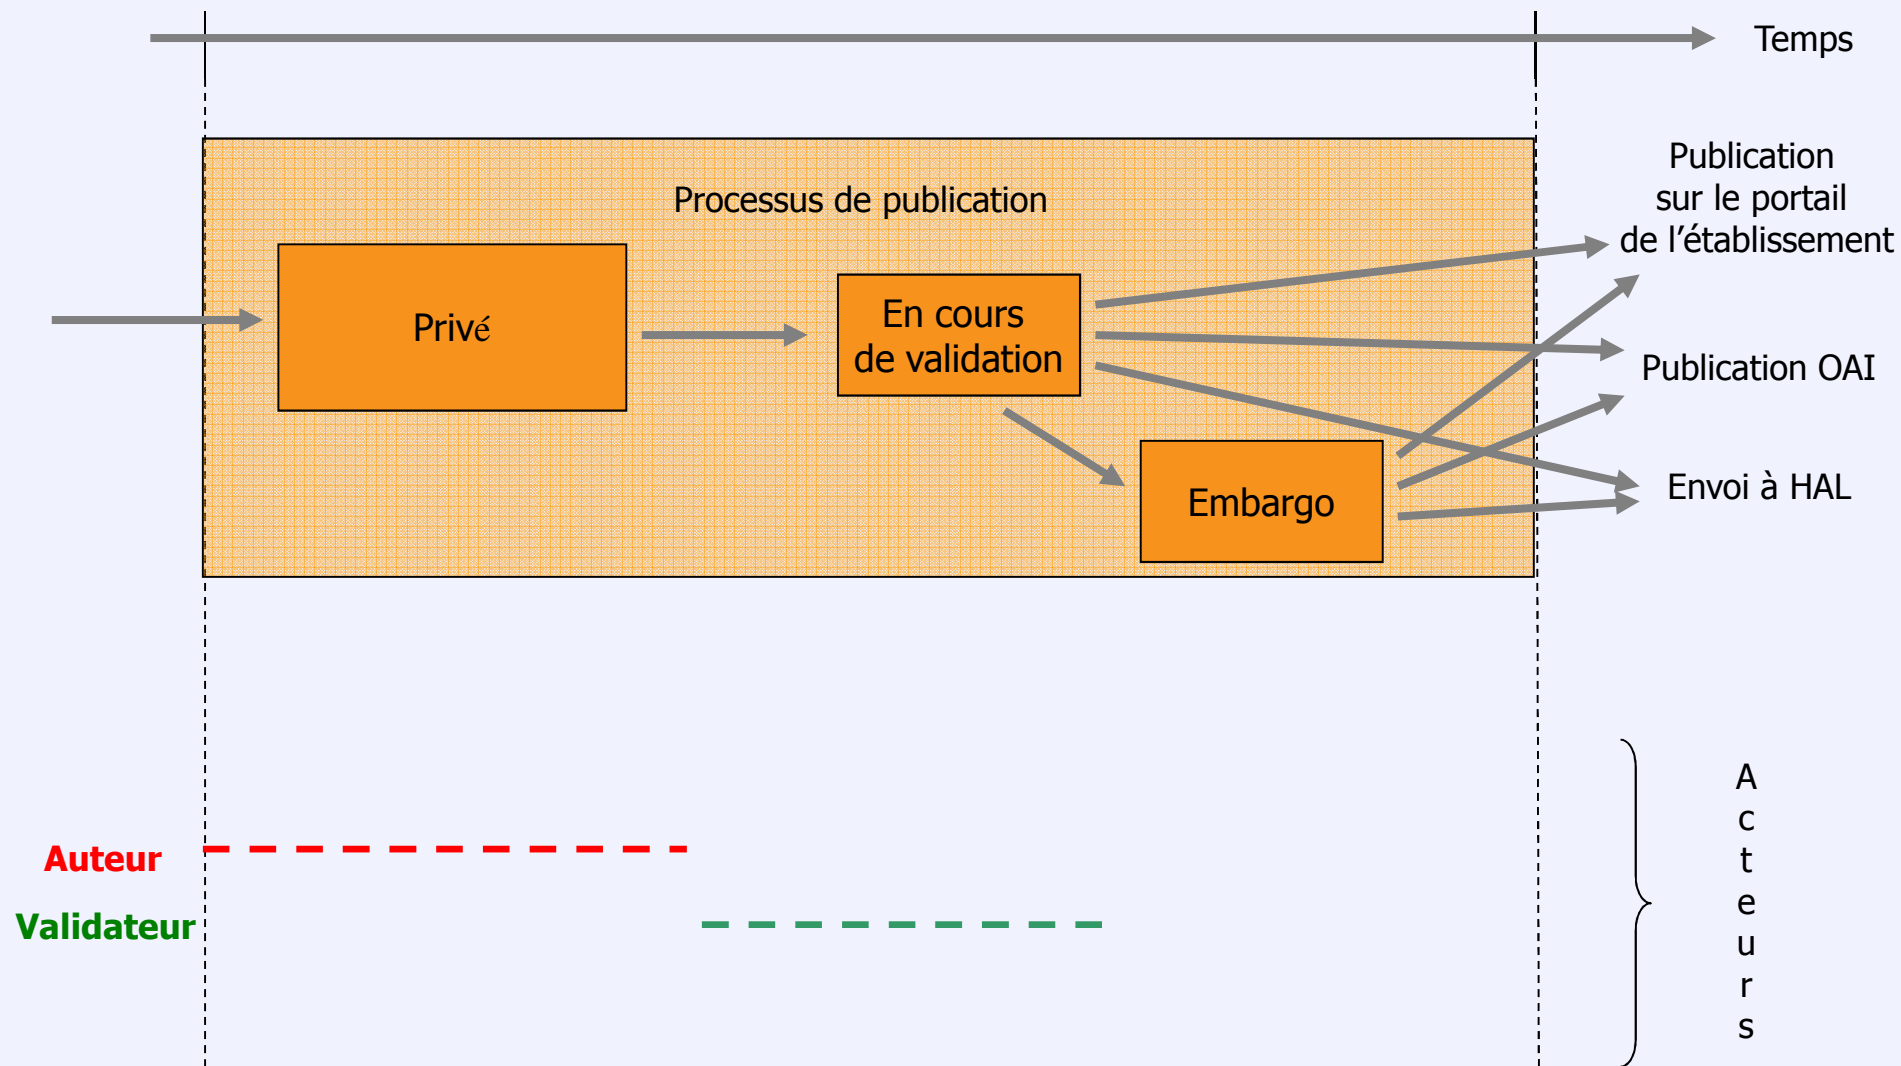 Temps
Processus de publication
Privé
En cours
de validation
Embargo
Publication
sur le portail
de l’établissement
Publication OAI
Envoi à HAL
Auteur
Validateur
A
c
t
e
u
r
s